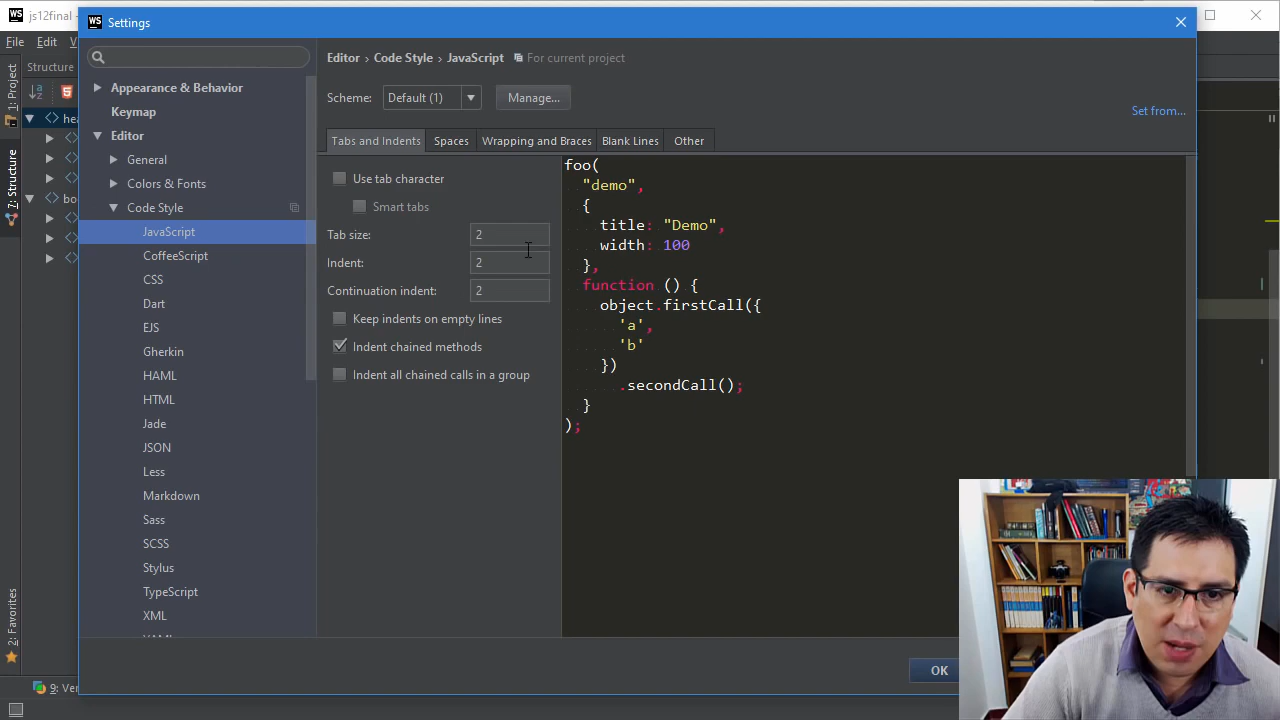 WS js12final -
WS Settings
File Edit
Structure
1: Project
7: Structure
2: Favorites
Appearance & Behavior
Keymap
Editor
General
Colors & Fonts
Code Style
JavaScript
CoffeeScript
CSS
Dart
EJS
Gherkin
HAML
HTML
Jade
JSON
Less
Markdown
Sass
SCSS
Stylus
TypeScript
XML
Editor › Code Style › JavaScript For current project
Scheme: Default (1) Manage...
Set from...
Tabs and Indents Spaces Wrapping and Braces Blank Lines Other
Use tab character
Smart tabs
Tab size: 2
Indent: 2
Continuation indent: 2
Keep indents on empty lines
Indent chained methods
Indent all chained calls in a group
foo(
"demo",
{
title: "Demo",
width: 100
},
function () {
object.firstCall({
'a',
'b'
})
.secondCall();
}
);
OK
9: Ver